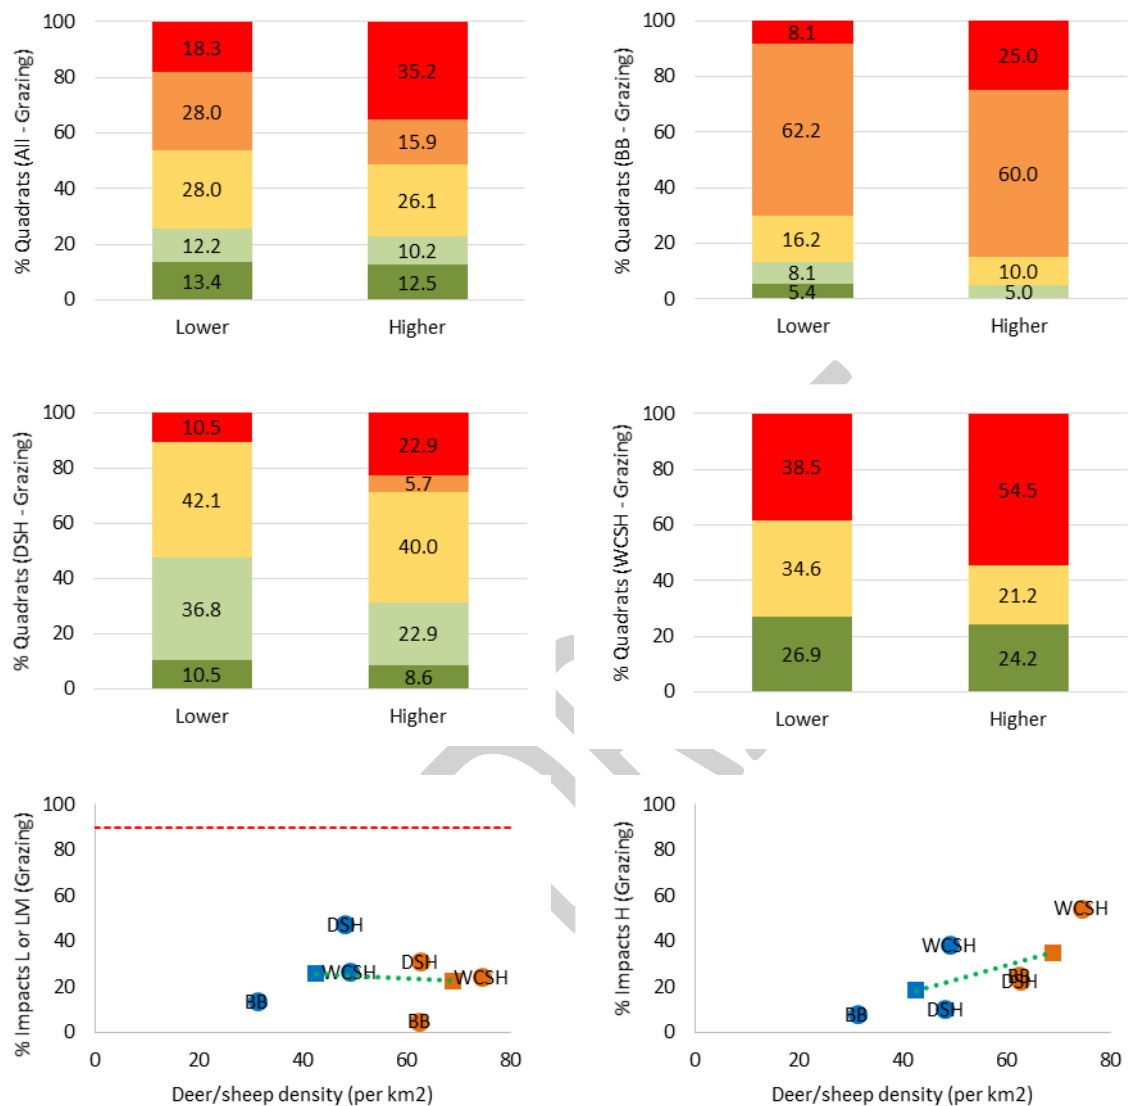 % Quadrats (All - Grazing)
100
80
60
40
20
0
18.3
28.0
28.0
12.2
13.4
35.2
15.9
26.1
10.2
12.5
Lower
Higher
% Quadrats (BB - Grazing)
100
80
60
40
20
0
8.1
62.2
16.2
8.1
5.4
25.0
60.0
10.0
5.0
Lower
Higher
% Quadrats (DSH - Grazing)
100
80
60
40
20
0
10.5
42.1
36.8
10.5
22.9
5.7
40.0
22.9
8.6
Lower
Higher
% Quadrats (WCSH - Grazing)
100
80
60
40
20
0
38.5
34.6
26.9
54.5
21.2
24.2
Lower
Higher
% Impacts L or LM (Grazing)
100
80
60
40
20
0
DSH
WCSH
BB
DSH
WCSH
BB
0 20 40 60 80
Deer/sheep density (per km2)
% Impacts H (Grazing)
100
80
60
40
20
0
WCSH
WCSH
BB
DSH
BB
DSH
0 20 40 60 80
Deer/sheep density (per km2)